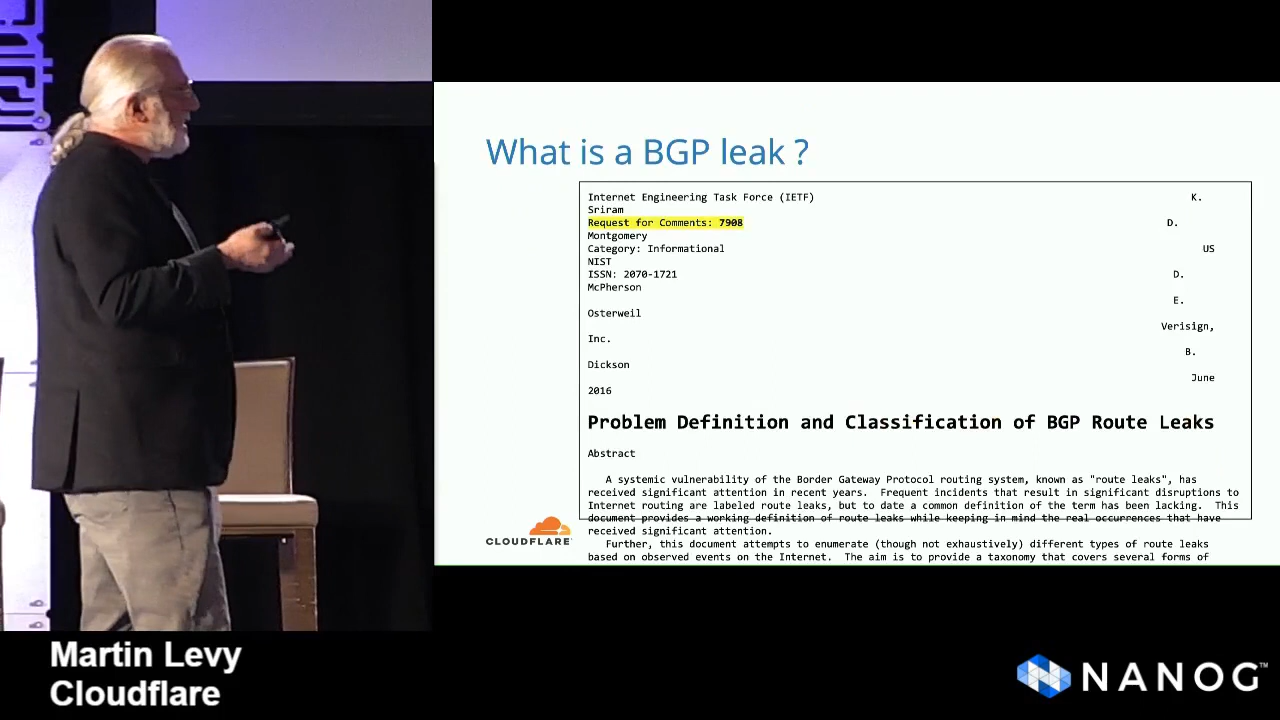 What is a BGP leak ?
Internet Engineering Task Force (IETF) K.
Sriram
Request for Comments: 7908 D.
Montgomery
Category: Informational US
NIST
ISSN: 2070-1721 D.
McPherson
E.
Osterweil
Verisign,
Inc.
B.
Dickson
June
2016
Problem Definition and Classification of BGP Route Leaks
Abstract
A systemic vulnerability of the Border Gateway Protocol routing system, known as "route leaks", has
received significant attention in recent years. Frequent incidents that result in significant disruptions to
Internet routing are labeled route leaks, but to date a common definition of the term has been lacking. This
document provides a working definition of route leaks while keeping in mind the real occurrences that have
received significant attention.
Further, this document attempts to enumerate (though not exhaustively) different types of route leaks
based on observed events on the Internet. The aim is to provide a taxonomy that covers several forms of
CLOUDFLARE
Martin Levy
Cloudflare
NANOG™